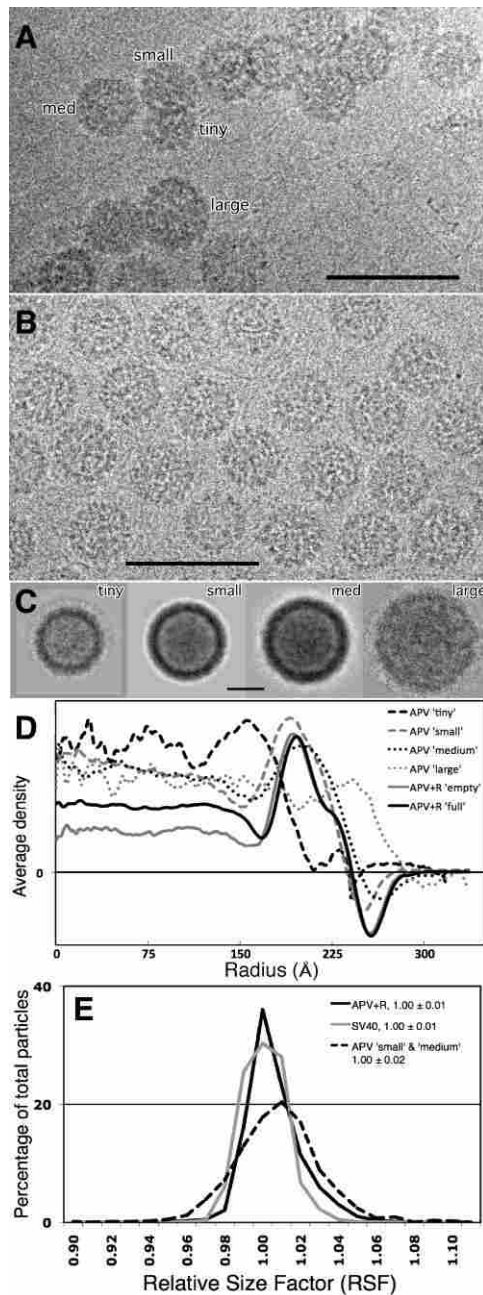 A
small
med
tiny
large
B
C
tiny
small
med
large
D
APV 'tiny'
APV 'small'
APV 'medium'
APV 'large'
APV+R 'empty'
APV+R 'full'
Average density
0
0
75
150
225
300
Radius (Å)
E
APV+R, 1.00 ± 0.01
SV40, 1.00 ± 0.01
APV 'small' & 'medium'
1.00 ± 0.02
Percentage of total particles
40
20
0
0.90
0.92
0.94
0.96
0.98
1.00
1.02
1.04
1.06
1.08
1.10
Relative Size Factor (RSF)